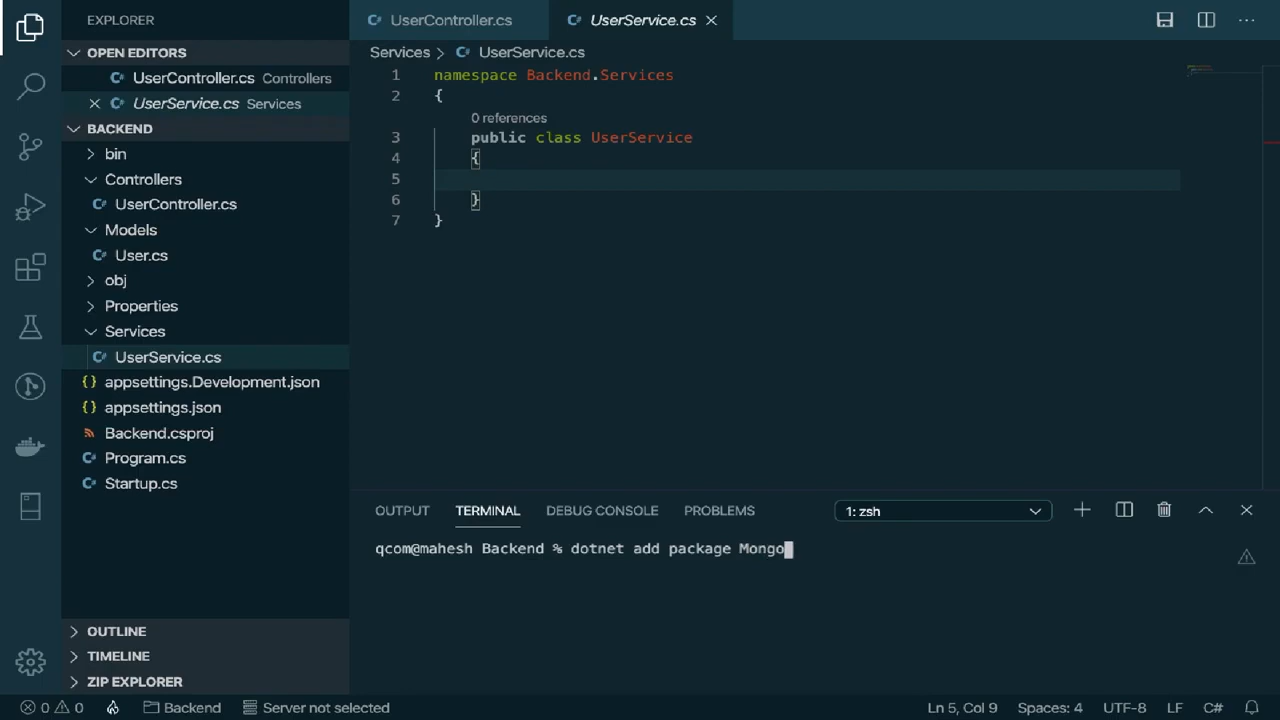 EXPLORER
OPEN EDITORS
UserController.cs Controllers
UserService.cs Services
BACKEND
bin
Controllers
UserController.cs
Models
User.cs
obj
Properties
Services
UserService.cs
appsettings.Development.json
appsettings.json
Backend.csproj
Program.cs
Startup.cs
OUTLINE
TIMELINE
ZIP EXPLORER
UserController.cs UserService.cs
Services > UserService.cs
1 namespace Backend.Services
2 {
0 references
3 public class UserService
4 {
5
6 }
7 }
OUTPUT TERMINAL DEBUG CONSOLE PROBLEMS 1: zsh
qcom@mahesh Backend % dotnet add package Mongo
0 0 Backend Server not selected Ln 5, Col 9 Spaces: 4 UTF-8 LF C#